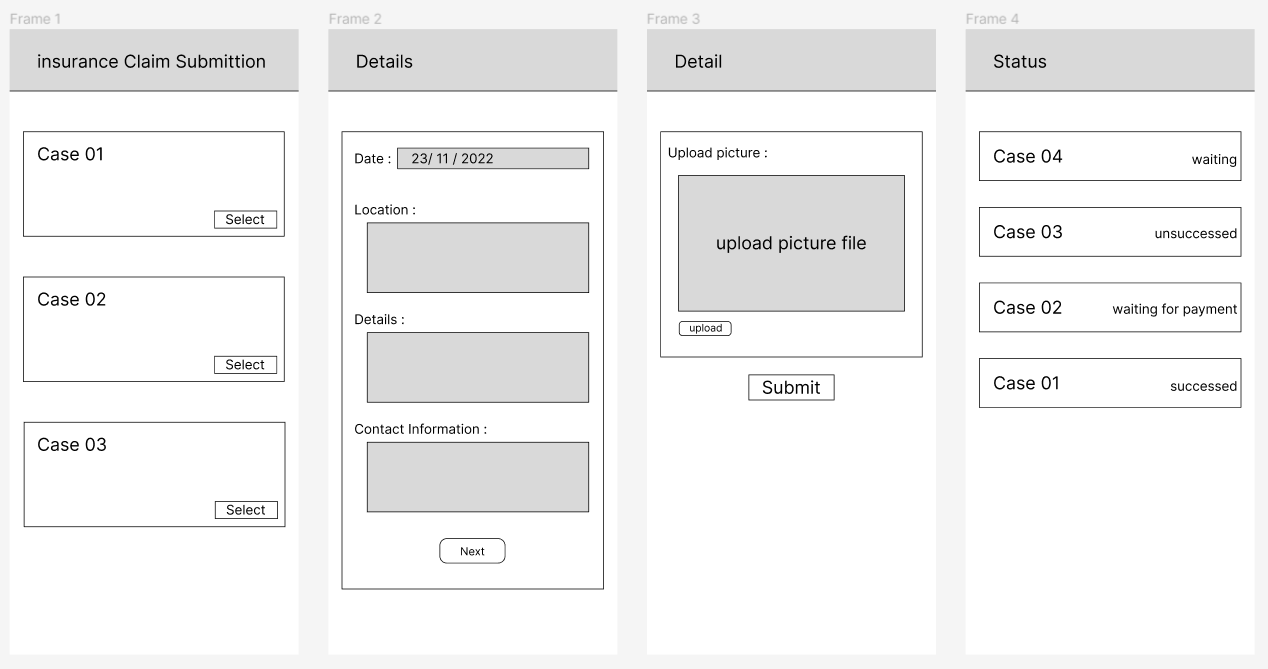 Frame 1
insurance Claim Submittion
Case 01
Select
Case 02
Select
Case 03
Select
Frame 2
Details
Date : 23/ 11 / 2022
Location :
Details :
Contact Information :
Next
Frame 3
Detail
Upload picture :
upload picture file
upload
Submit
Frame 4
Status
Case 04 waiting
Case 03 unsuccessed
Case 02 waiting for payment
Case 01 successed